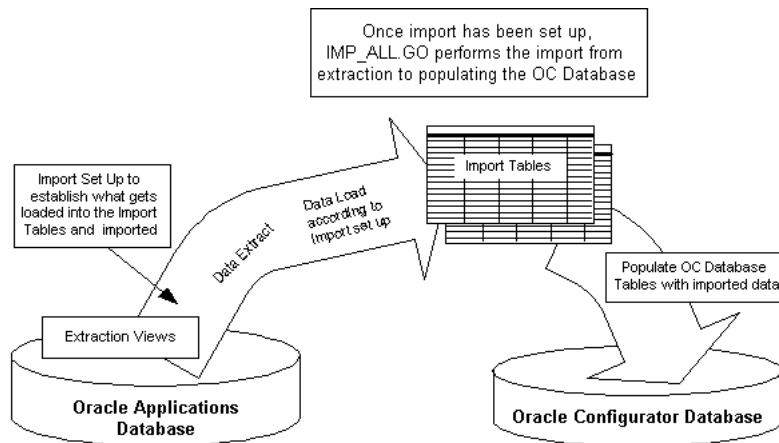 Once import has been set up,
IMP_ALL.GO performs the import from
extraction to populating the OC Database
Import Tables
Import Set Up to
establish what gets
loaded into the Import
Tables and imported
Data Extract
Data Load
according to
Import set up
Populate OC Database
Tables with imported data
Extraction Views
Oracle Applications
Database
Oracle Configurator Database